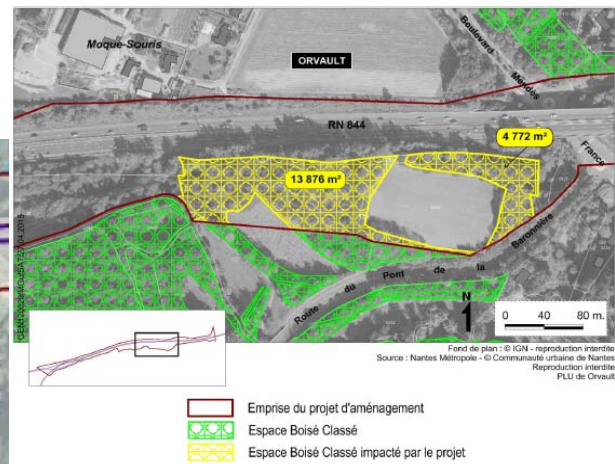 Moque-Souris
ORVAULT
Boulevard
Mendès
France
RN 844
4 772 m²
13 876 m²
Route du Pont de la Baronnière
N
0 40 80 m.
Fond de plan : © IGN - reproduction interdite
Source : Nantes Métropole - © Communauté urbaine de Nantes
Reproduction interdite
PLU de Orvault
Emprise du projet d'aménagement
Espace Boisé Classé
Espace Boisé Classé impacté par le projet